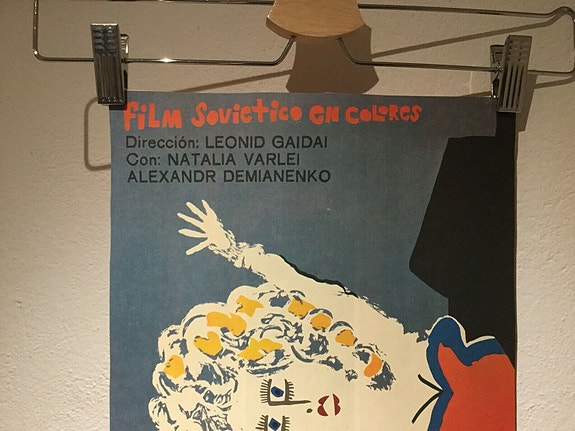 FiLM Sovietico en coloRes
Dirección: LEONID GAIDAI
Con: NATALIA VARLEI
ALEXANDR DEMIANENKO